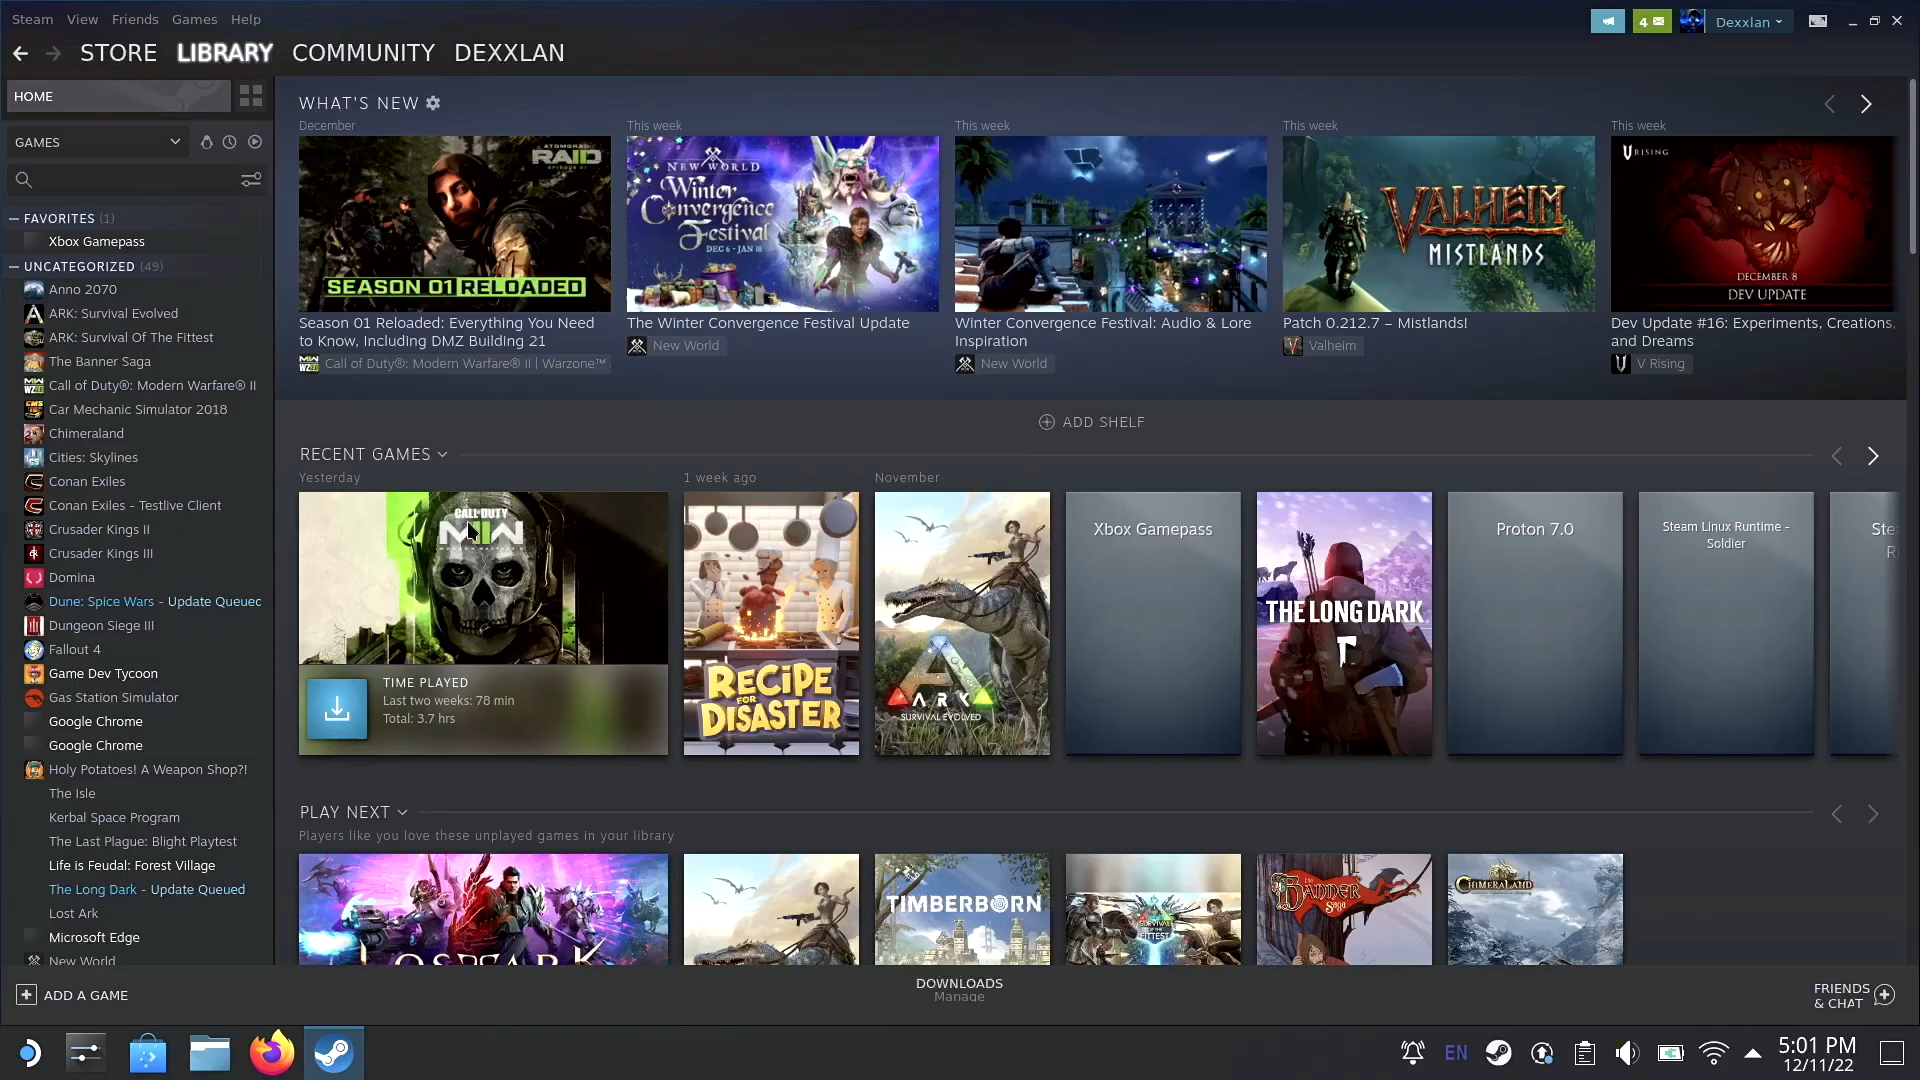 Steam View Friends Games Help
4 Dexxlan
STORE LIBRARY COMMUNITY DEXXLAN
HOME
GAMES
FAVORITES (1)
Xbox Gamepass
UNCATEGORIZED (49)
Anno 2070
ARK: Survival Evolved
ARK: Survival Of The Fittest
The Banner Saga
Call of Duty®: Modern Warfare® II
Car Mechanic Simulator 2018
Chimeraland
Cities: Skylines
Conan Exiles
Conan Exiles - Testlive Client
Crusader Kings II
Crusader Kings III
Domina
Dune: Spice Wars - Update Queued
Dungeon Siege III
Fallout 4
Game Dev Tycoon
Gas Station Simulator
Google Chrome
Google Chrome
Holy Potatoes! A Weapon Shop?!
The Isle
Kerbal Space Program
The Last Plague: Blight Playtest
Life is Feudal: Forest Village
The Long Dark - Update Queued
Lost Ark
Microsoft Edge
New World
WHAT'S NEW
December
ATOMGRAD
RAID
EPISODE 01
SEASON 01 RELOADED
Season 01 Reloaded: Everything You Need
to Know, Including DMZ Building 21
Call of Duty®: Modern Warfare® II | Warzone™
This week
NEW WORLD
Winter
Convergence
Festival
DEC 6 - JAN 10
The Winter Convergence Festival Update
New World
This week
Winter Convergence Festival: Audio & Lore
Inspiration
New World
This week
VALHEIM
MISTLANDS
Patch 0.212.7 – Mistlands!
Valheim
This week
V RISING
DECEMBER 8
DEV UPDATE
Dev Update #16: Experiments, Creations,
and Dreams
V Rising
ADD SHELF
RECENT GAMES
Yesterday
CALL OF DUTY
MW
MODERN WARFARE II
TIME PLAYED
Last two weeks: 78 min
Total: 3.7 hrs
1 week ago
RECIPE
FOR
DISASTER
November
ARK
SURVIVAL EVOLVED
Xbox Gamepass
THE LONG DARK
Proton 7.0
Steam Linux Runtime -
Soldier
Ste
R
PLAY NEXT
Players like you love these unplayed games in your library
LOST ARK
TIMBERBORN
SURVIVAL
OF THE
FITTEST
THE
BANNER
SAGA
CHIMERALAND
ADD A GAME
DOWNLOADS
Manage
FRIENDS
& CHAT
EN
5:01 PM
12/11/22